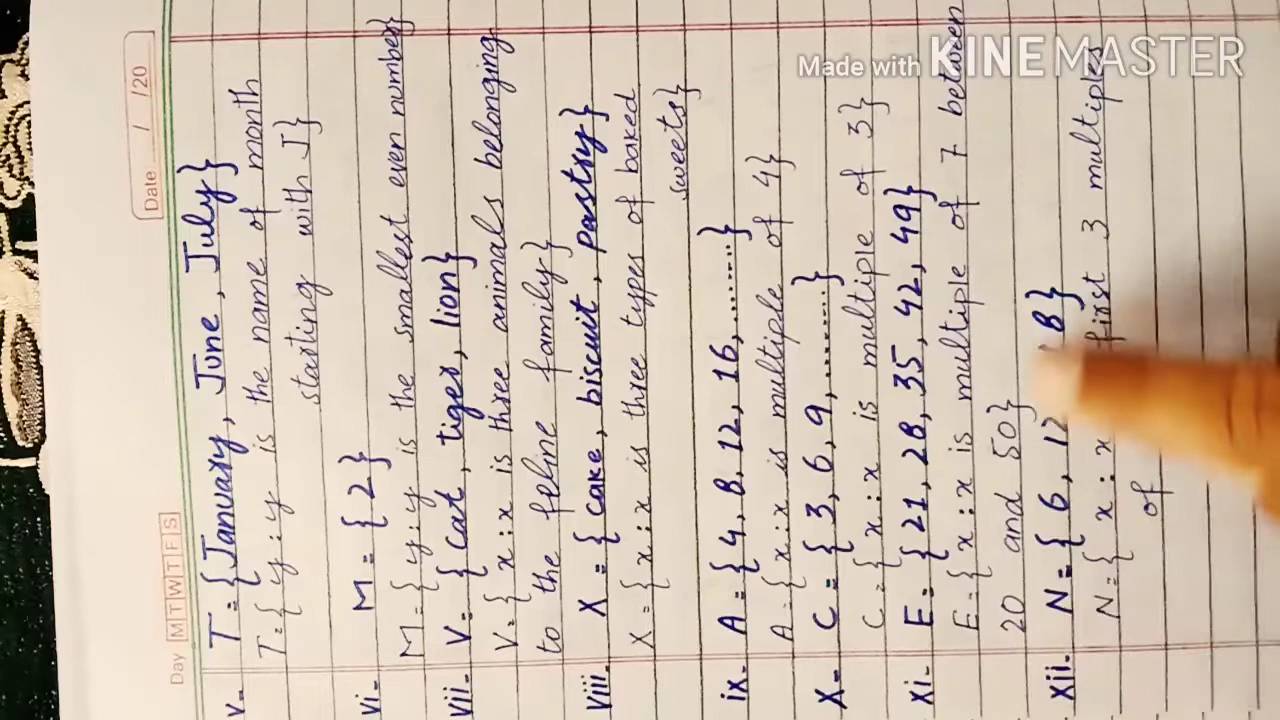 Day M T W T F S
Date / /20
v- T={January, June, July}
T={y:y is the name of month
starting with J}
vi- M={2}
M={y:y is the smallest even number}
vii- V={cat, tiger, lion}
V={x:x is three animals belonging
to the feline family}
viii- X={cake, biscuit, pastry}
X={x:x is three types of baked
sweets}
ix- A={4, 8, 12, 16, .......}
A={x:x is multiple of 4}
X- C={3, 6, 9, ........}
C={x:x is multiple of 3}
xi- E={21, 28, 35, 42, 49}
E={x:x is multiple of 7 between
20 and 50}
xii- N={6, 12 8}
N={x:x first 3 multiples
of
Made with KINEMASTER